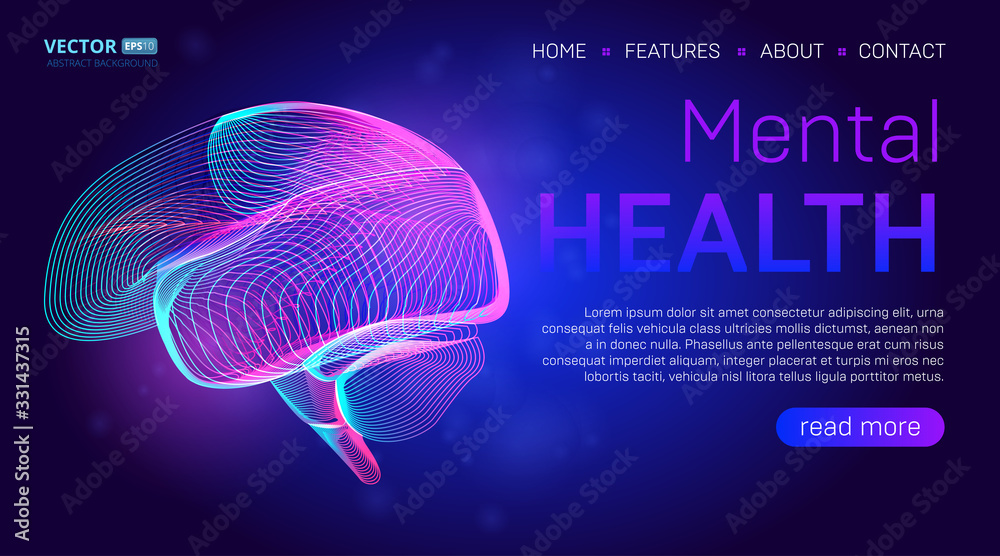 VECTOR EPS10
ABSTRACT BACKGROUND
HOME FEATURES ABOUT CONTACT
Mental
HEALTH
Lorem ipsum dolor sit amet, consectetur adipiscing elit, sed
consequat vehicula class ultricies mollis dictumst, aenean non
a in donec nulla. Phasellus ante pellentesque erat cum risus
consequat imperdiet aliquam, integer placerat et turpis mi eros nec
lobortis taciti, vehicula nisl litora tellus ligula porttitor metus.
read more
Adobe Stock
Adobe Stock | #331437315